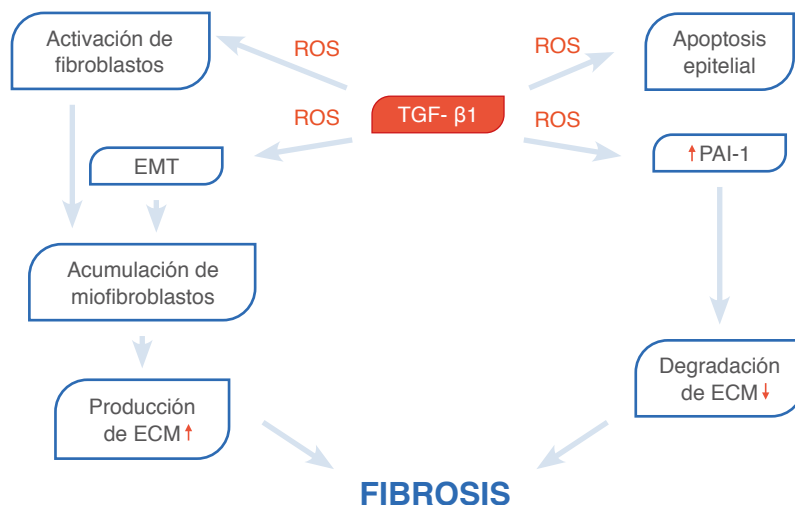 Activación de
fibroblastos
ROS
ROS
Apoptosis
epitelial
TGF- β1
ROS
ROS
EMT
↑PAI-1
Acumulación de
miofibroblastos
Degradación
de ECM↓
Producción
de ECM↑
FIBROSIS